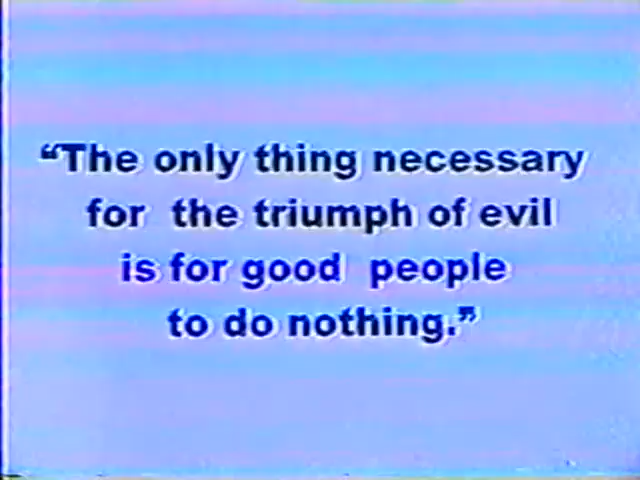 “The only thing necessary
for the triumph of evil
is for good people
to do nothing.”